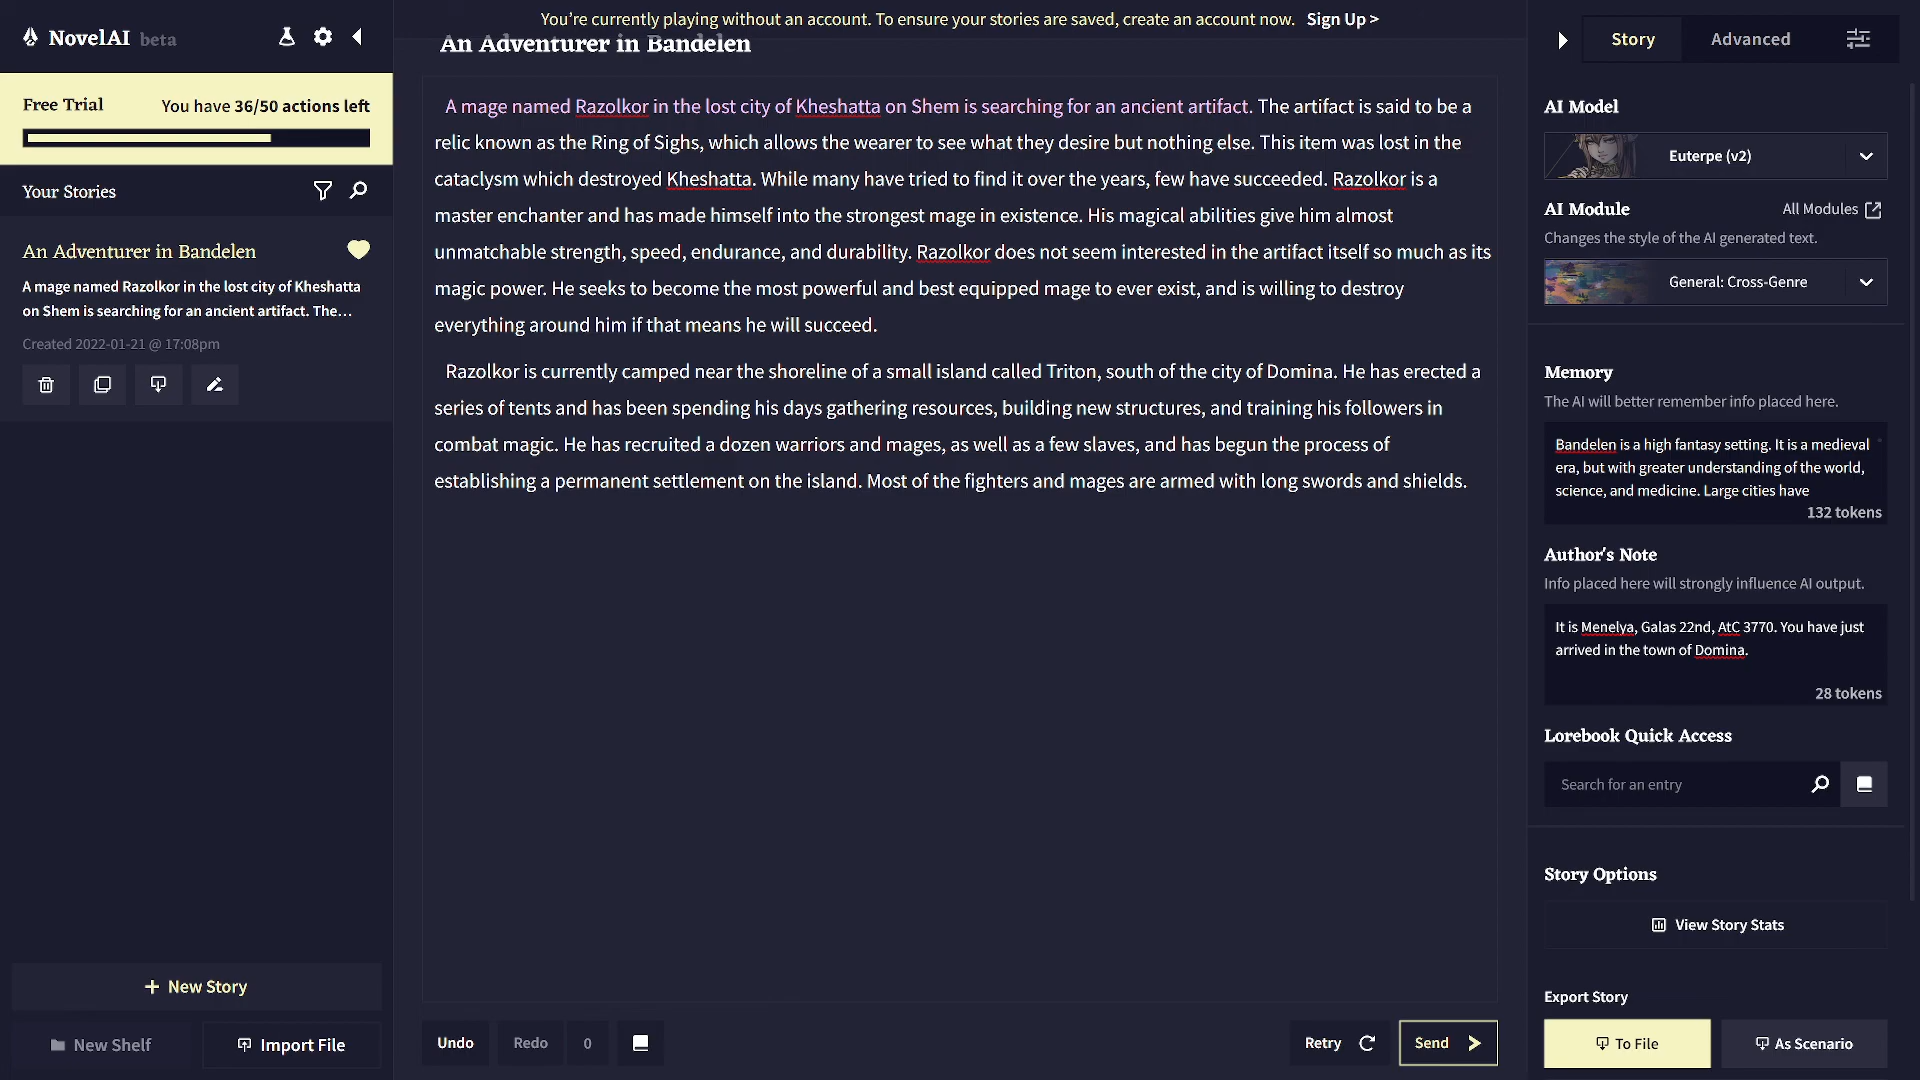 You're currently playing without an account. To ensure your stories are saved, create an account now. Sign Up >
NovelAI beta
Free Trial
You have 36/50 actions left
Your Stories
An Adventurer in Bandelen
A mage named Razolkor in the lost city of Kheshatta
on Shem is searching for an ancient artifact. The...
Created 2022-01-21 @ 17:08pm
+ New Story
New Shelf
Import File
An Adventurer in Bandelen
A mage named Razolkor in the lost city of Kheshatta on Shem is searching for an ancient artifact. The artifact is said to be a
relic known as the Ring of Sighs, which allows the wearer to see what they desire but nothing else. This item was lost in the
cataclysm which destroyed Kheshatta. While many have tried to find it over the years, few have succeeded. Razolkor is a
master enchanter and has made himself into the strongest mage in existence. His magical abilities give him almost
unmatchable strength, speed, endurance, and durability. Razolkor does not seem interested in the artifact itself so much as its
magic power. He seeks to become the most powerful and best equipped mage to ever exist, and is willing to destroy
everything around him if that means he will succeed.
Razolkor is currently camped near the shoreline of a small island called Triton, south of the city of Domina. He has erected a
series of tents and has been spending his days gathering resources, building new structures, and training his followers in
combat magic. He has recruited a dozen warriors and mages, as well as a few slaves, and has begun the process of
establishing a permanent settlement on the island. Most of the fighters and mages are armed with long swords and shields.
Undo
Redo
0
Retry
Send
Story
Advanced
AI Model
Euterpe (v2)
AI Module
All Modules
Changes the style of the AI generated text.
General: Cross-Genre
Memory
The AI will better remember info placed here.
Bandelen is a high fantasy setting. It is a medieval
era, but with greater understanding of the world,
science, and medicine. Large cities have
132 tokens
Author's Note
Info placed here will strongly influence AI output.
It is Menelya, Galas 22nd, AtC 3770. You have just
arrived in the town of Domina.
28 tokens
Lorebook Quick Access
Search for an entry
Story Options
View Story Stats
Export Story
To File
As Scenario